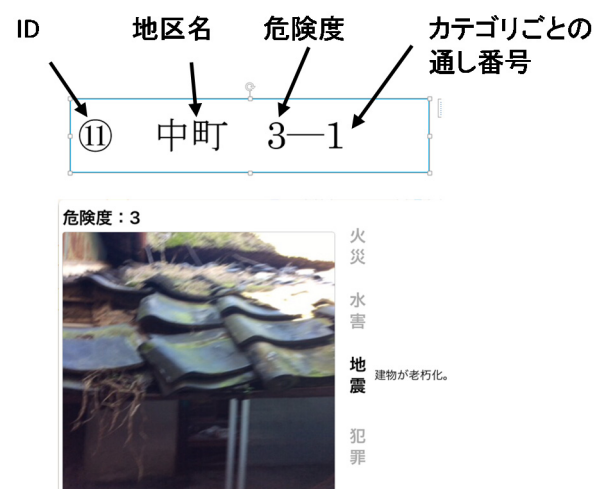 ID 地区名 危険度 カテゴリごとの
通し番号
⑪ 中町 3―1
危険度：3
火災
水害
地震 建物が老朽化。
犯罪